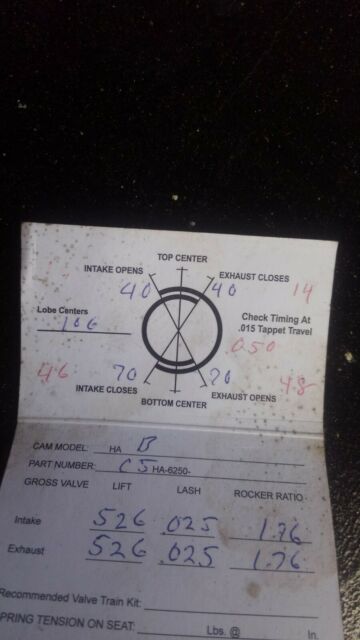 TOP CENTER
INTAKE OPENS EXHAUST CLOSES
40 40 14
Lobe Centers Check Timing At
106 .015 Tappet Travel
.050
46 70 70 48
INTAKE CLOSES EXHAUST OPENS
BOTTOM CENTER
CAM MODEL: HA B
PART NUMBER: C5 HA-6250-
GROSS VALVE LIFT LASH ROCKER RATIO
Intake 526 .025 1.76
Exhaust 526 .025 1.76
Recommended Valve Train Kit:
PRING TENSION ON SEAT: Lbs. @ In.